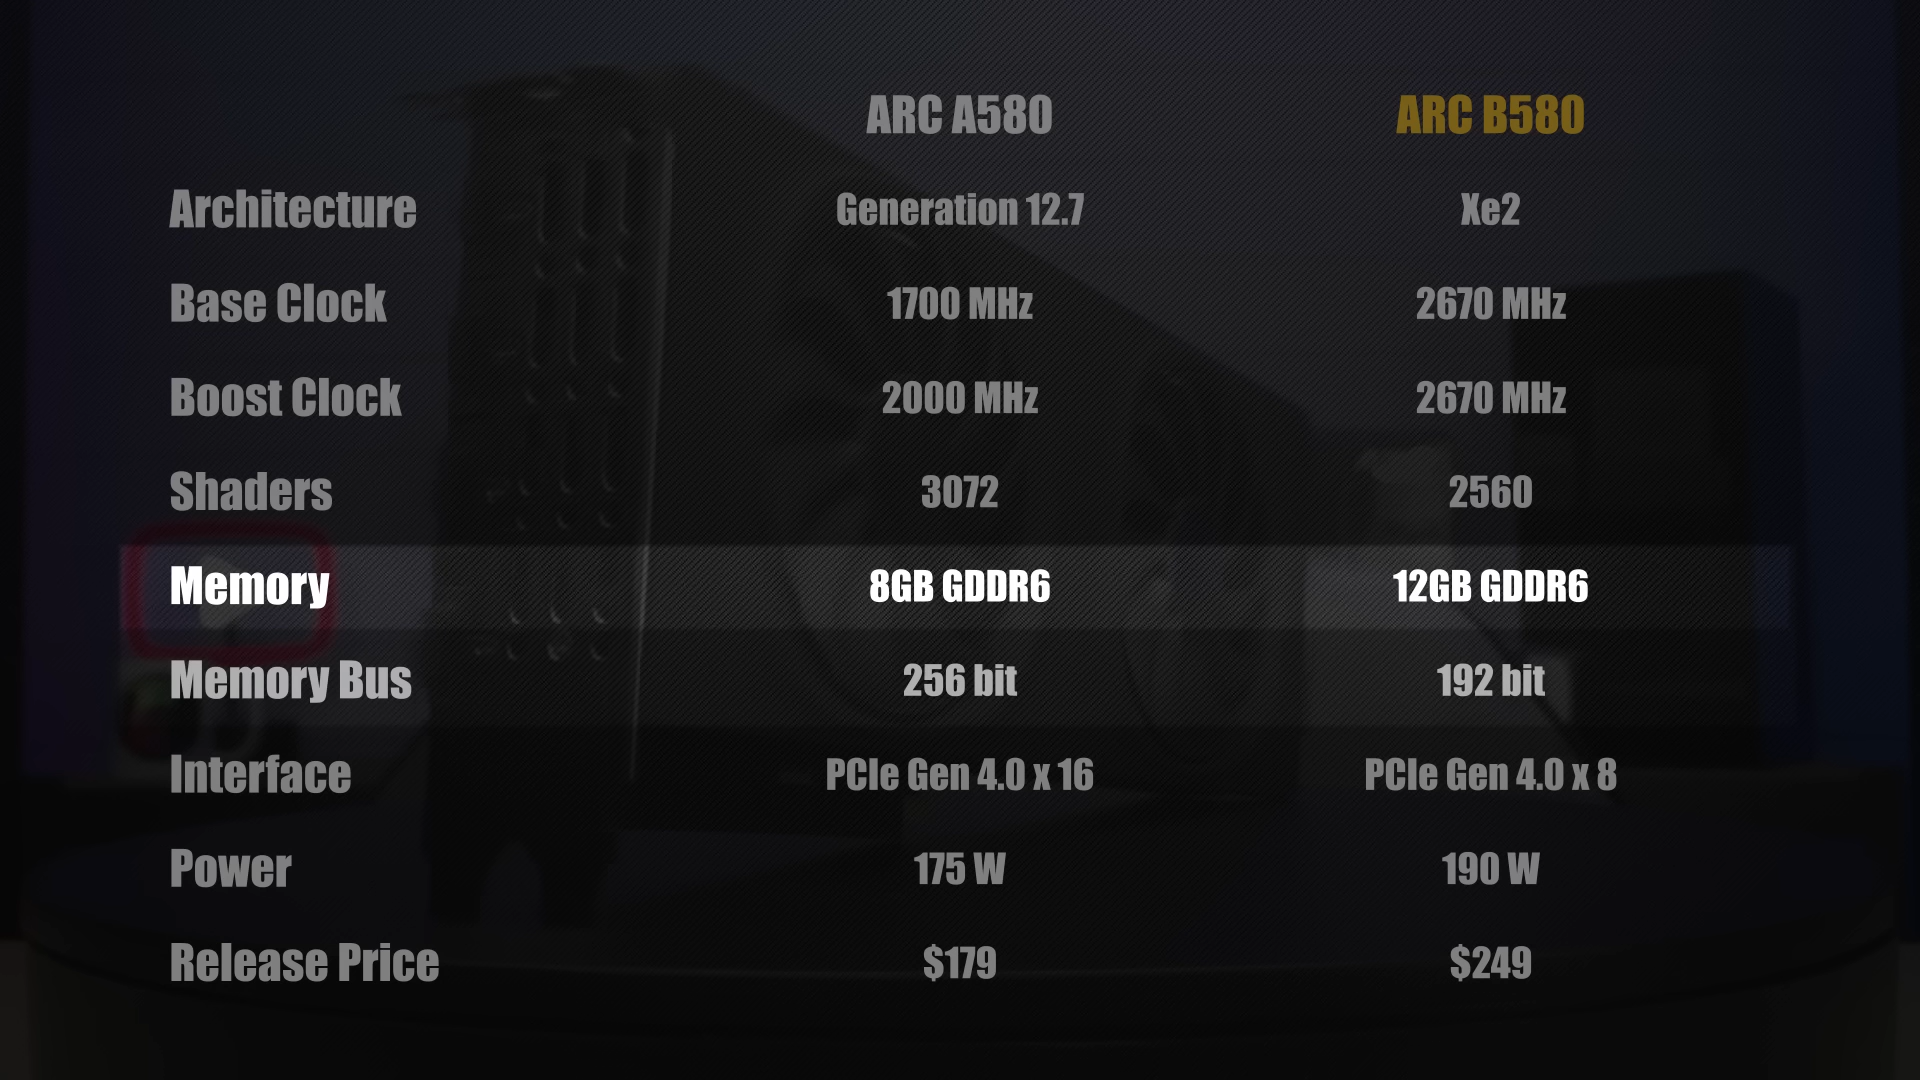 ARC A580 ARC B580
Architecture Generation 12.7 Xe2
Base Clock 1700 MHz 2670 MHz
Boost Clock 2000 MHz 2670 MHz
Shaders 3072 2560
Memory 8GB GDDR6 12GB GDDR6
Memory Bus 256 bit 192 bit
Interface PCIe Gen 4.0 x 16 PCIe Gen 4.0 x 8
Power 175 W 190 W
Release Price $179 $249